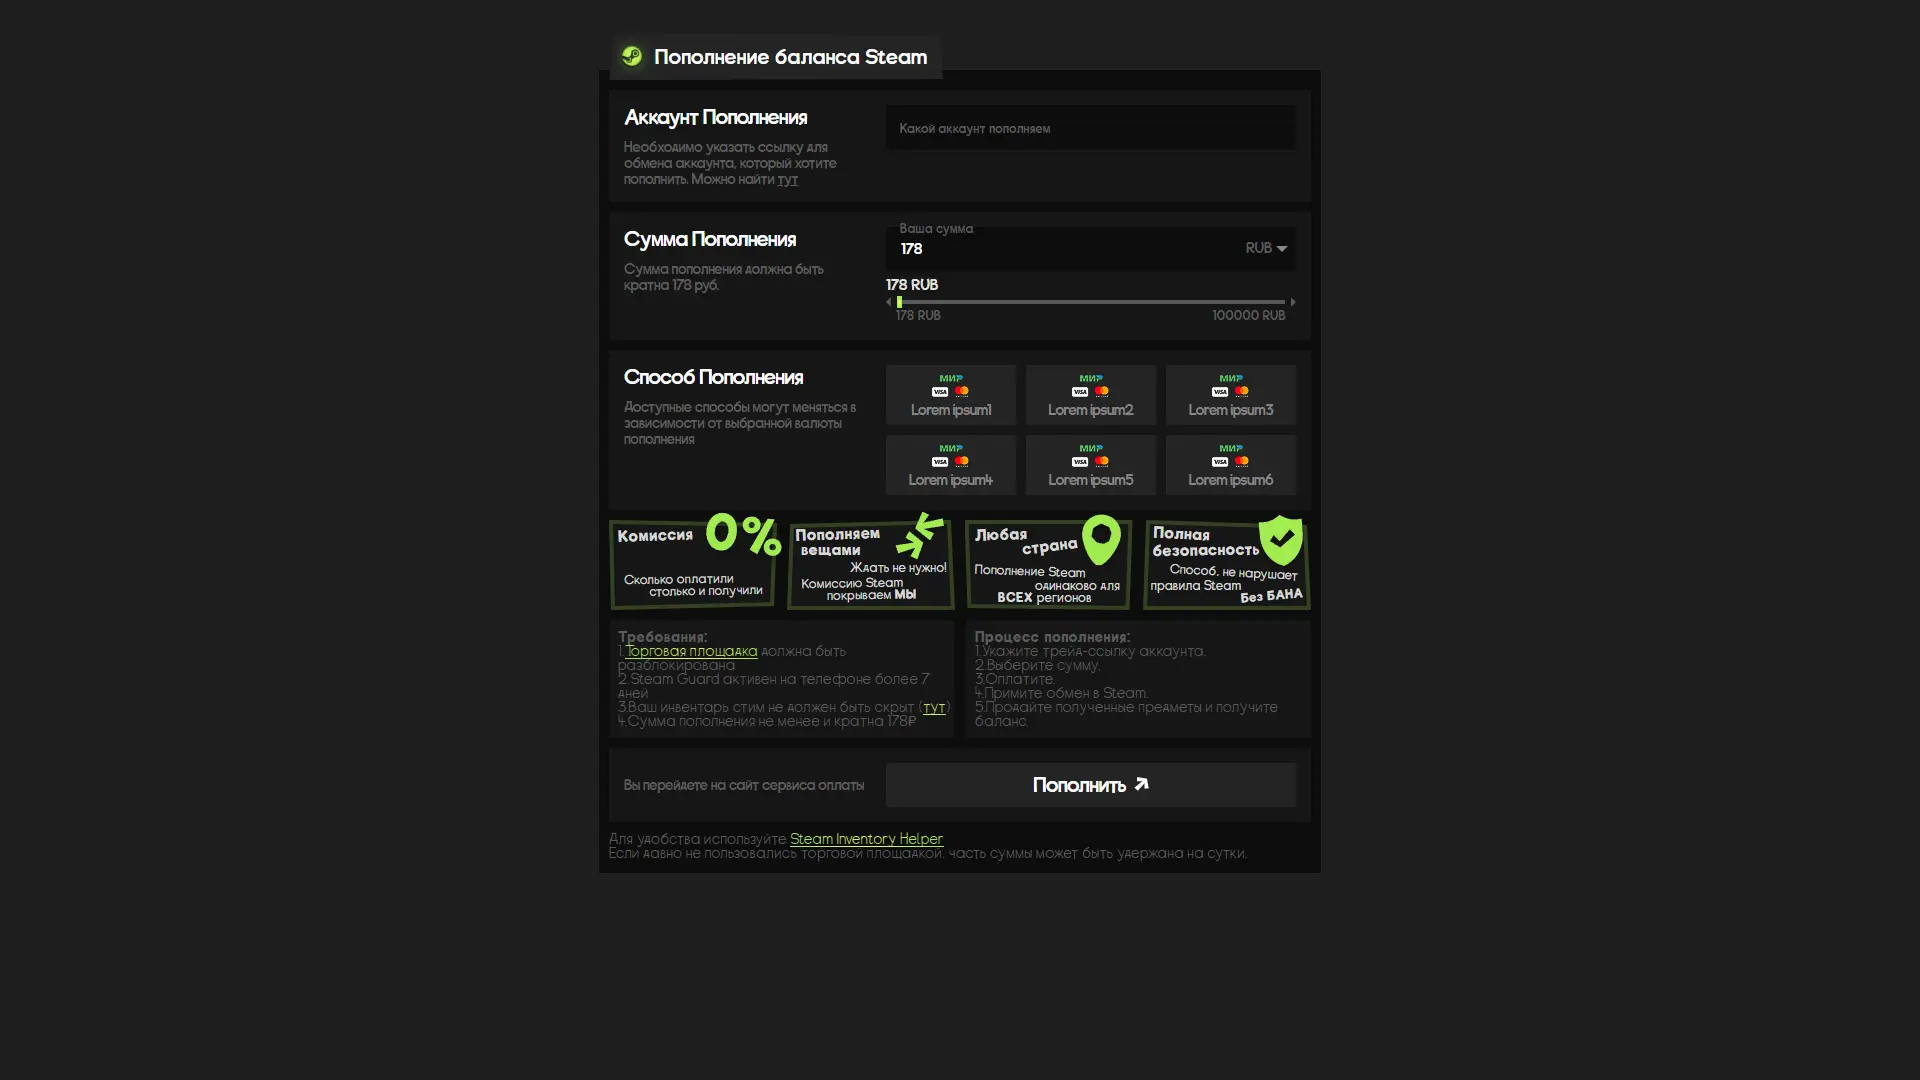 Пополнение баланса Steam
Аккаунт Пополнения
Необходимо указать ссылку для
обмена аккаунта, который хотите
пополнить. Можно найти тут
Какой аккаунт пополняем
Сумма Пополнения
Сумма пополнения должна быть
кратна 178 руб.
Ваша сумма
178
RUB
178 RUB
178 RUB
100000 RUB
Способ Пополнения
Доступные способы могут меняться в
зависимости от выбранной валюты
пополнения
МИР
VISA
Lorem ipsum1
МИР
VISA
Lorem ipsum2
МИР
VISA
Lorem ipsum3
МИР
VISA
Lorem ipsum4
МИР
VISA
Lorem ipsum5
МИР
VISA
Lorem ipsum6
Комиссия 0%
Сколько оплатили
столько и получили
Пополняем
вещами
Ждать не нужно!
Комиссию Steam
покрываем МЫ
Любая
страна
Пополнение Steam
одинаково для
ВСЕХ регионов
Полная
безопасность
Способ, не нарушает
правила Steam
Без БАНА
Требования:
1.Торговая площадка должна быть
разблокирована
2.Steam Guard активен на телефоне более 7
дней
3.Ваш инвентарь стим не должен быть скрыт (тут)
4.Сумма пополнения не менее и кратна 178₽
Процесс пополнения:
1.Укажите трейд-ссылку аккаунта.
2.Выберите сумму.
3.Оплатите.
4.Примите обмен в Steam.
5.Продайте полученные предметы и получите
баланс.
Вы перейдете на сайт сервиса оплаты
Пополнить
Для удобства используйте Steam Inventory Helper
Если давно не пользовались торговой площадкой. часть суммы может быть удержана на сутки.